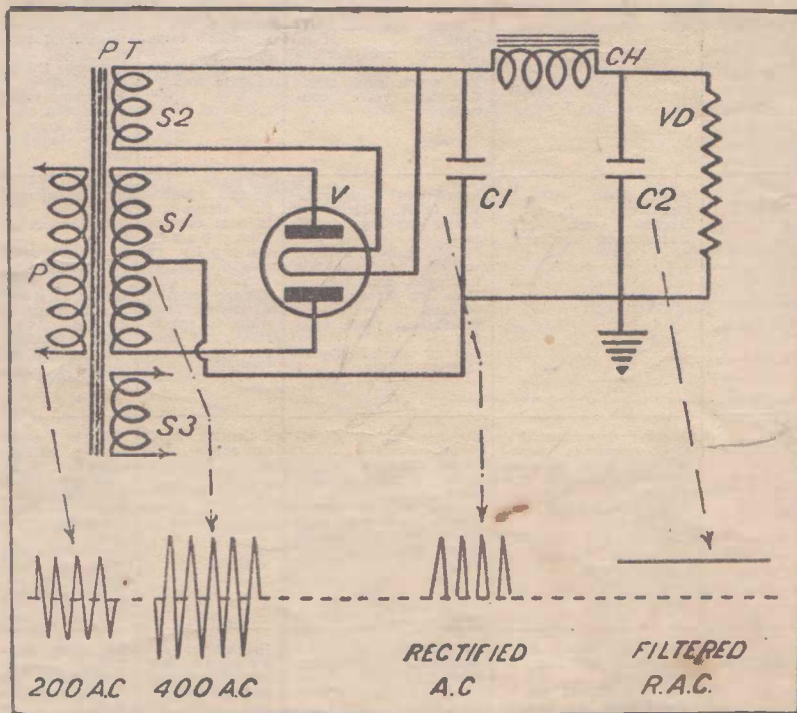 PT
CH
S2
VD
V
C1
C2
S1
P
S3
200 A.C
400 A.C
RECTIFIED
A.C
FILTERED
R.A.C.